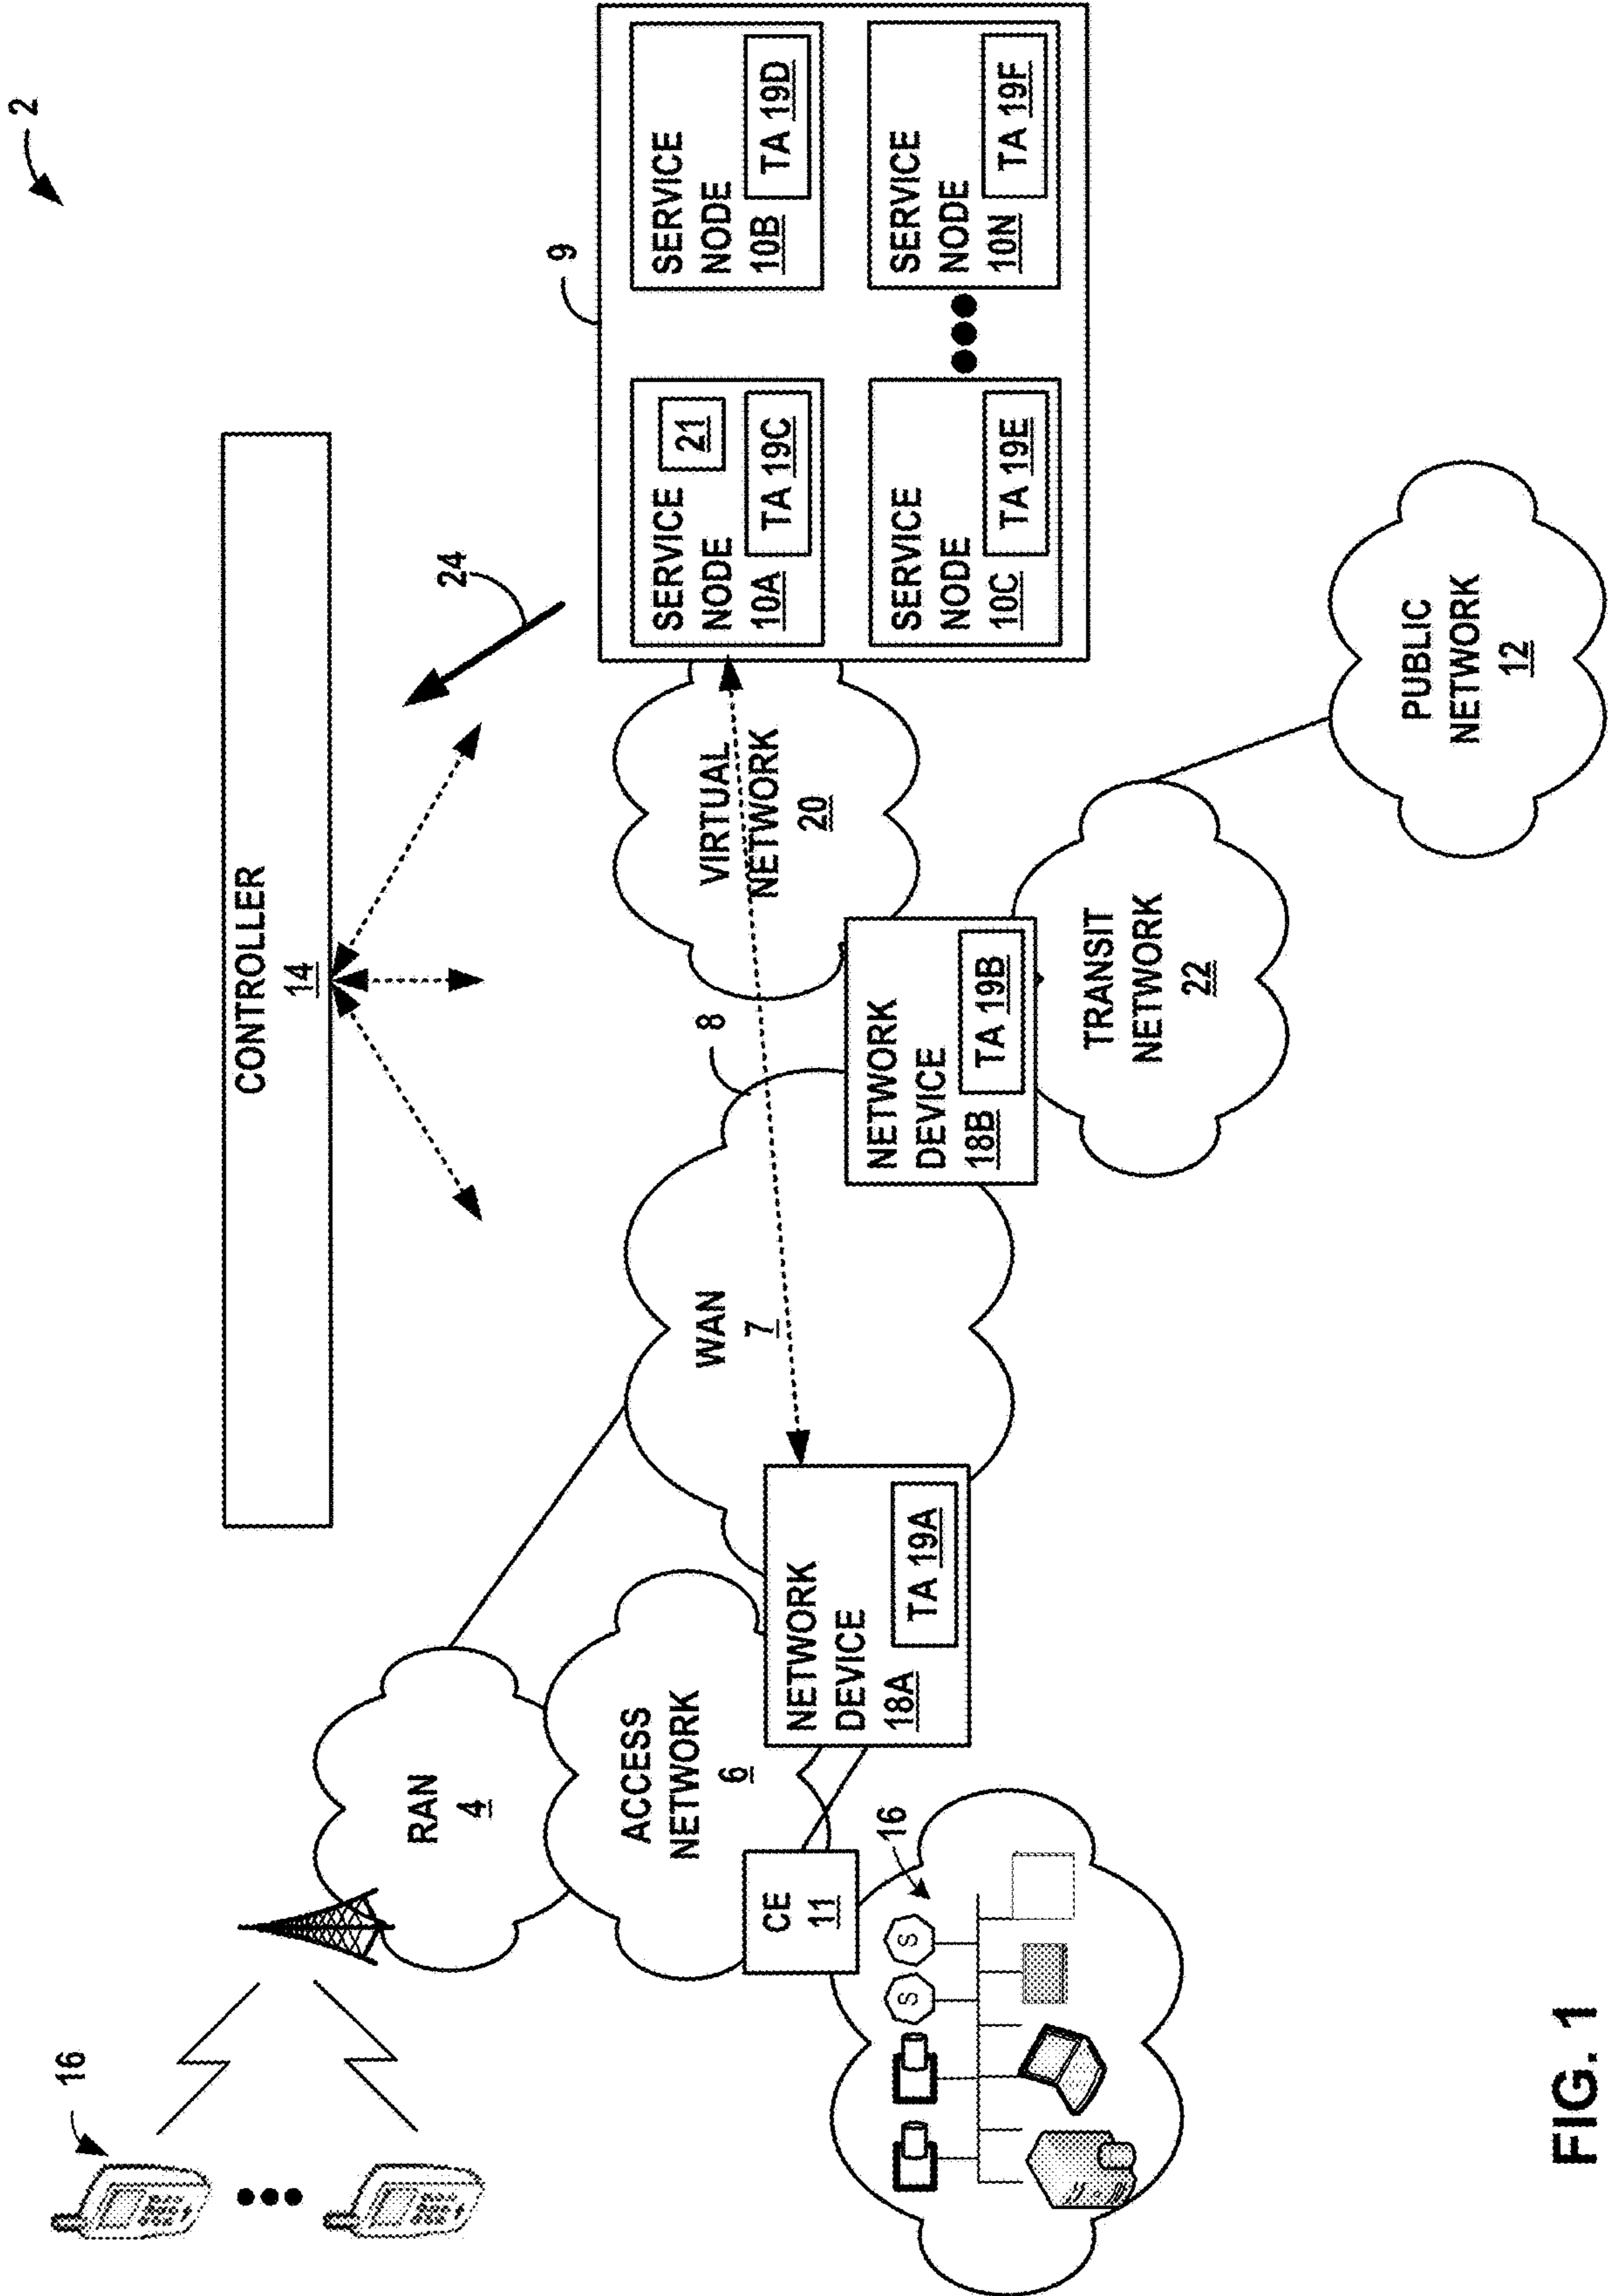 2
CONTROLLER
14
24
9
SERVICE
NODE
10A
21
TA 19C
SERVICE
NODE
10B
TA 19D
SERVICE
NODE
10C
TA 19E
SERVICE
NODE
10N
TA 19F
16
RAN
4
ACCESS
NETWORK
6
WAN
7
8
VIRTUAL
NETWORK
20
NETWORK
DEVICE
18A
TA 19A
NETWORK
DEVICE
18B
TA 19B
CE
11
16
S
S
TRANSIT
NETWORK
22
PUBLIC
NETWORK
12
FIG. 1